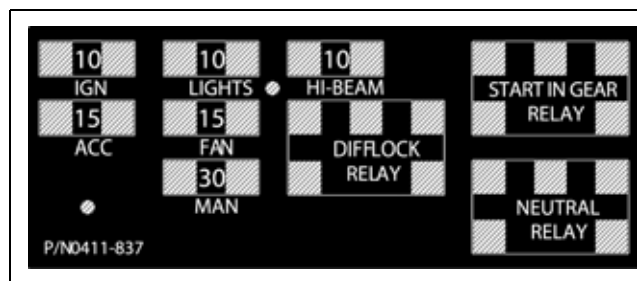 10 10 10
IGN LIGHTS HI-BEAM
START IN GEAR
RELAY
15 15
ACC FAN
DIFFLOCK
RELAY
30
MAN
NEUTRAL
RELAY
P/N0411-837